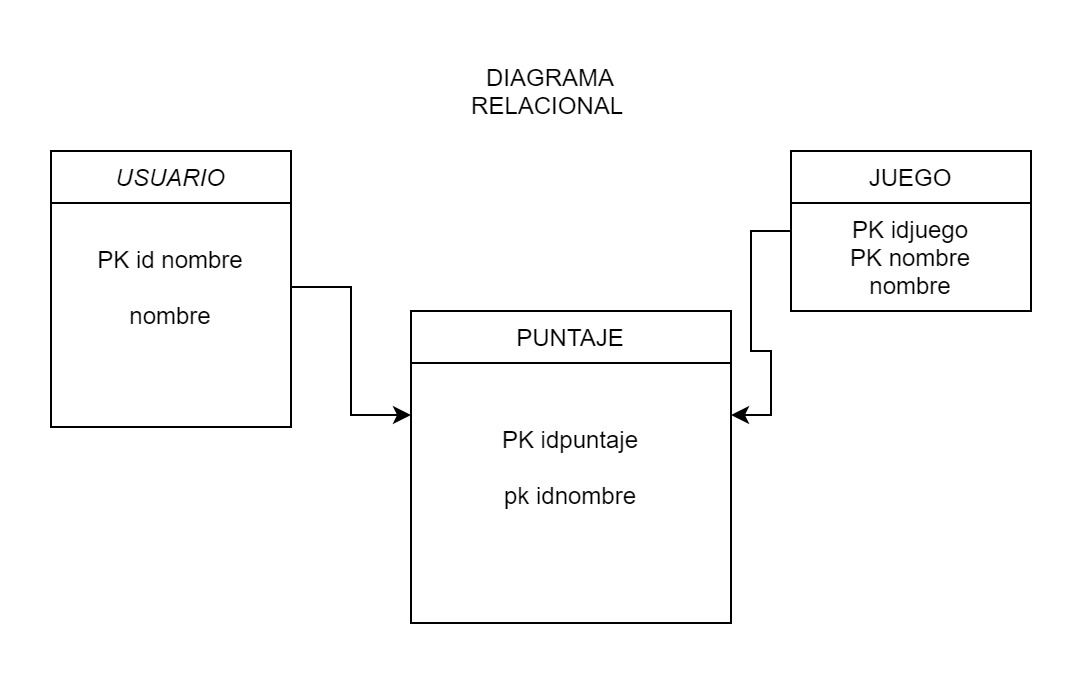 DIAGRAMA
RELACIONAL
USUARIO
PK id nombre
nombre
JUEGO
PK idjuego
PK nombre
nombre
PUNTAJE
PK idpuntaje
pk idnombre